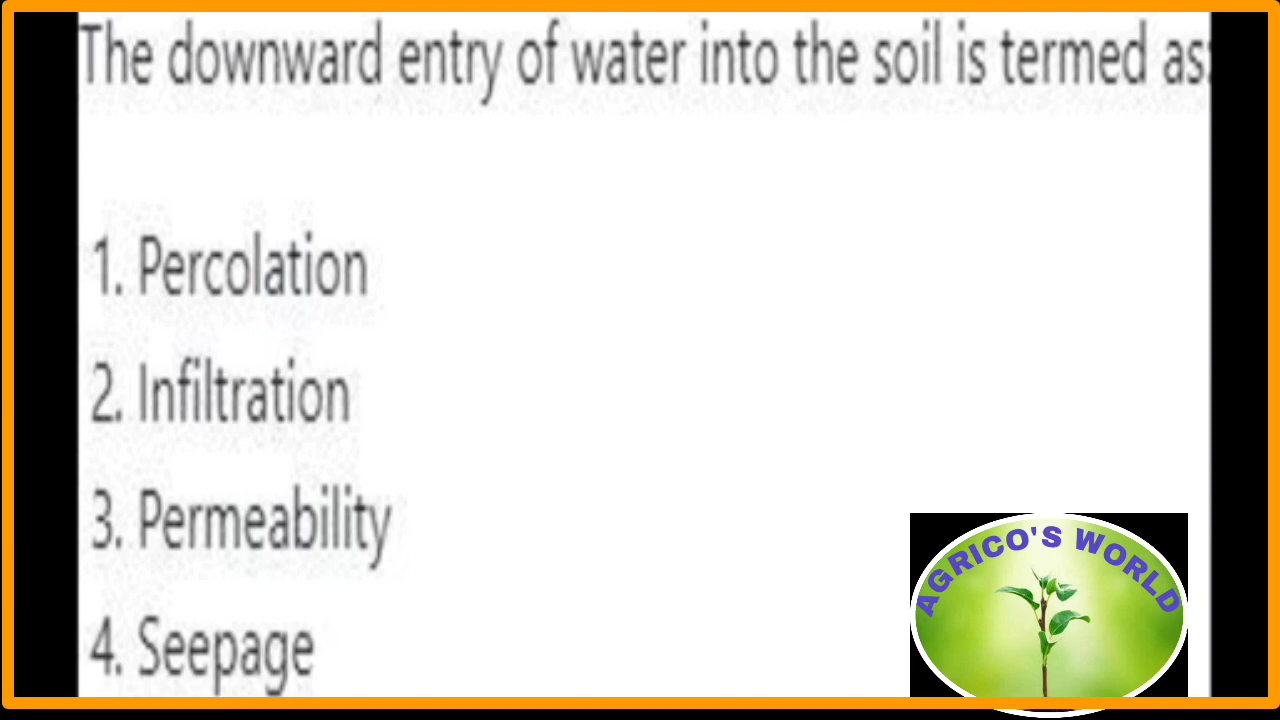 The downward entry of water into the soil is termed as:
1. Percolation
2. Infiltration
3. Permeability
4. Seepage
AGRICO'S WORLD